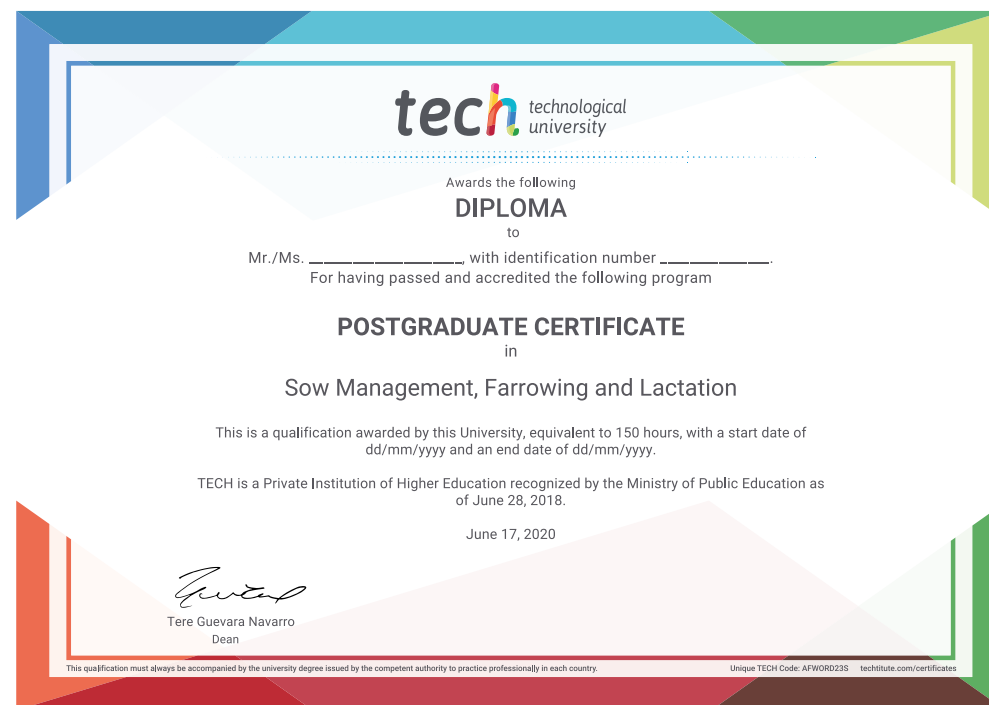 tech technological
university
Awards the following
DIPLOMA
to
Mr./Ms. ____________________, with identification number ______________.
For having passed and accredited the following program
POSTGRADUATE CERTIFICATE
in
Sow Management, Farrowing and Lactation
This is a qualification awarded by this University, equivalent to 150 hours, with a start date of
dd/mm/yyyy and an end date of dd/mm/yyyy.
TECH is a Private Institution of Higher Education recognized by the Ministry of Public Education as
of June 28, 2018.
June 17, 2020
Tere Guevara Navarro
Dean
This qualification must always be accompanied by the university degree issued by the competent authority to practice professionally in each country.
Unique TECH Code: AFWORD23S techtitute.com/certificates